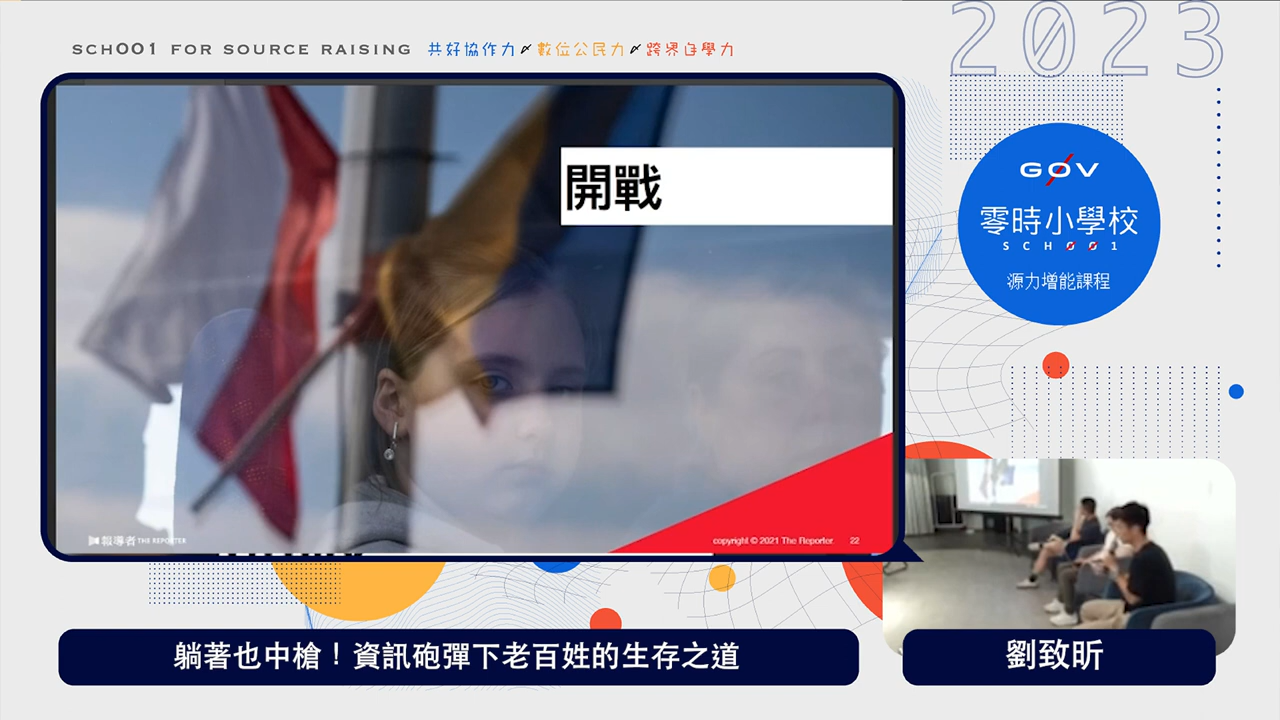 2023
SCHOO1 FOR SOURCE RAISING 共好協作力 數位公民力 跨界自學力
開戰
G0V
零時小學校
SCHOO1
源力增能課程
報導者 THE REPORTER
copyright © 2021 The Reporter 22
躺著也中槍！資訊砲彈下老百姓的生存之道
劉致昕